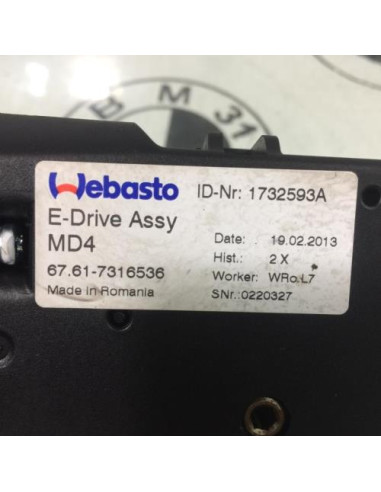 B M 31
Webasto
ID-Nr: 1732593A
E-Drive Assy
MD4
Date: 19.02.2013
Hist.: 2 X
67.61-7316536
Worker: WRo.L7
Made in Romania
SNr.:0220327